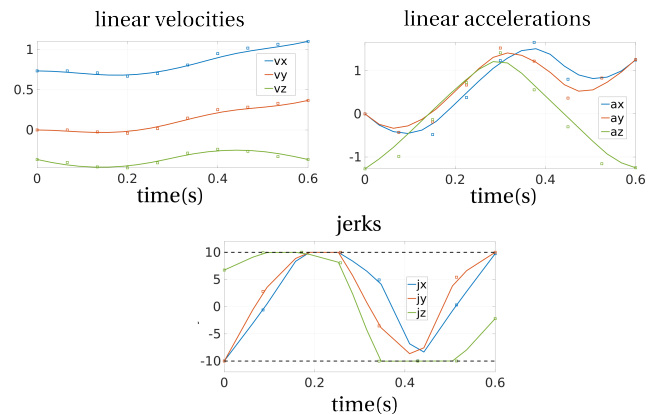 linear velocities
1
0.5
0
vx
vy
vz
0
0.2
0.4
0.6
time(s)
linear accelerations
1
0
-1
ax
ay
az
0
0.2
0.4
0.6
time(s)
jerks
10
5
0
-5
-10
jx
jy
jz
0
0.2
0.4
0.6
time(s)